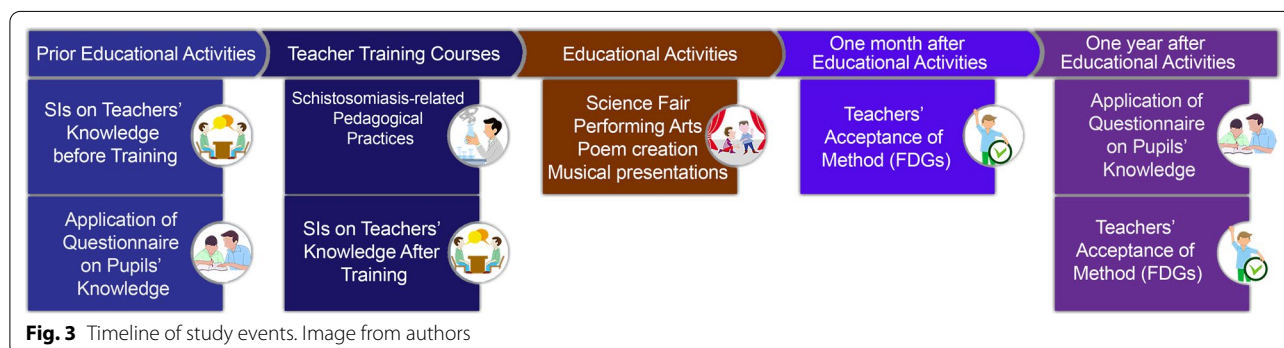 Prior Educational Activities
Teacher Training Courses
Educational Activities
One month after
Educational Activities
One year after
Educational Activities
SIs on Teachers'
Knowledge
before Training
Schistosomiasis-related
Pedagogical
Practices
Science Fair
Performing Arts
Poem creation
Musical presentations
Teachers'
Acceptance of
Method (FDGs)
Application of
Questionnaire
on Pupils'
Knowledge
Application of
Questionnaire
on Pupils'
Knowledge
SIs on Teachers'
Knowledge After
Training
Teachers'
Acceptance of
Method (FDGs)
Fig. 3 Timeline of study events. Image from authors